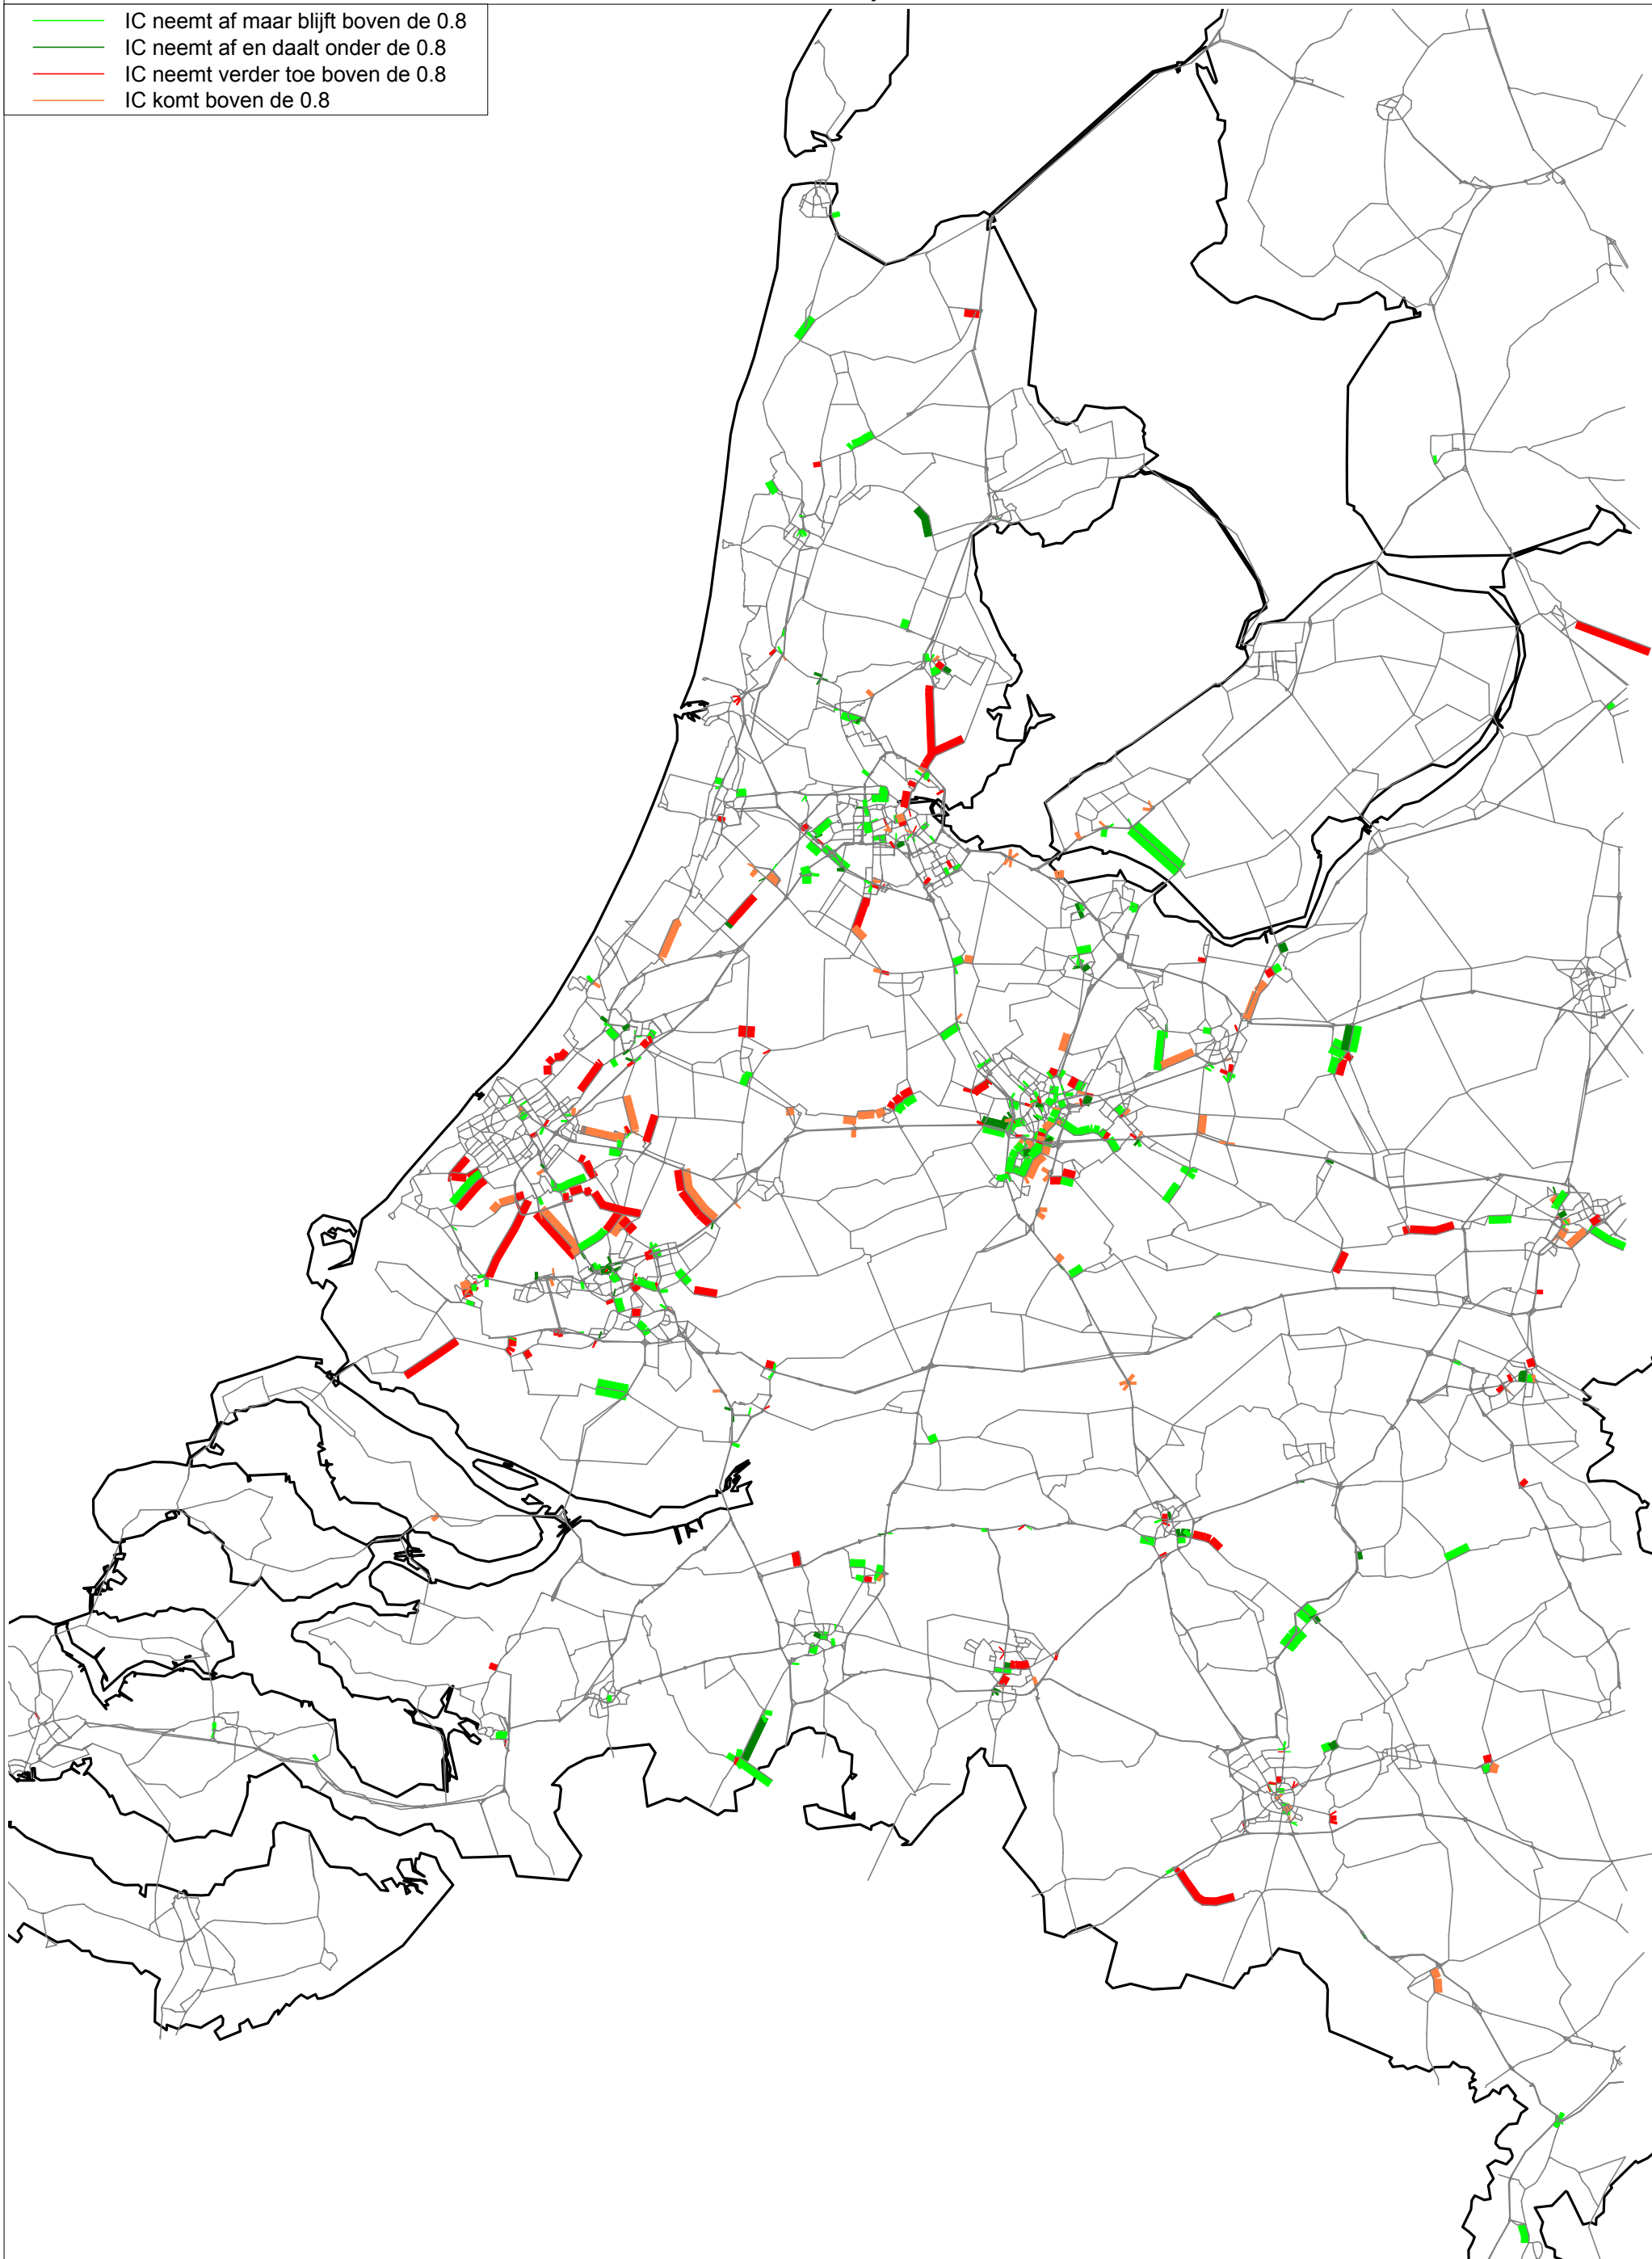 IC neemt af maar blijft boven de 0.8
IC neemt af en daalt onder de 0.8
IC neemt verder toe boven de 0.8
IC komt boven de 0.8